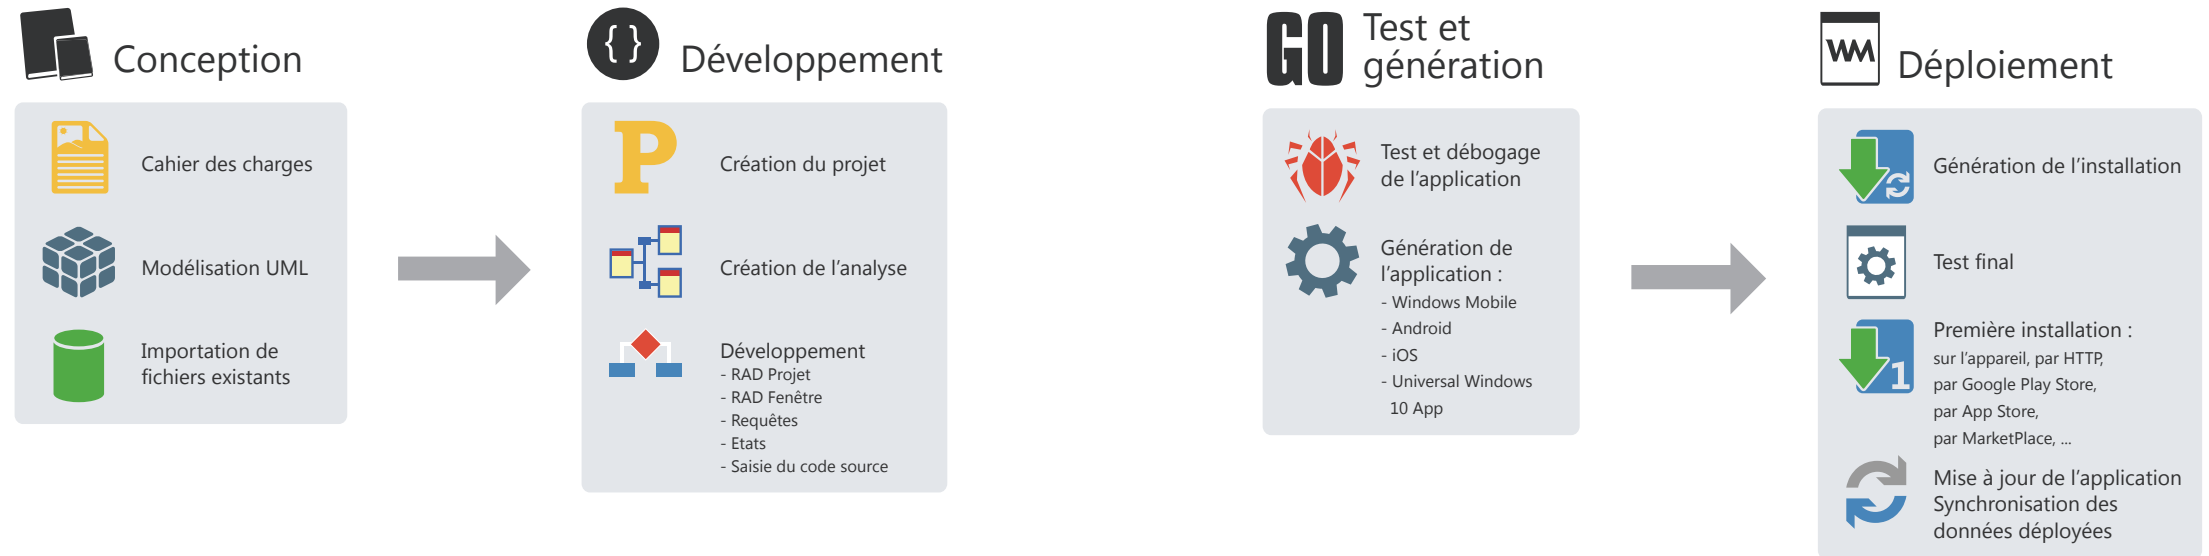 Conception
Cahier des charges
Modélisation UML
Importation de
fichiers existants
{ }
Développement
P
Création du projet
Création de l'analyse
Développement
- RAD Projet
- RAD Fenêtre
- Requêtes
- Etats
- Saisie du code source
GO
Test et
génération
Test et débogage
de l'application
Génération de
l'application :
- Windows Mobile
- Android
- iOS
- Universal Windows
10 App
WM
Déploiement
Génération de l'installation
Test final
1
Première installation :
sur l'appareil, par HTTP,
par Google Play Store,
par App Store,
par MarketPlace, ...
Mise à jour de l'application
Synchronisation des
données déployées